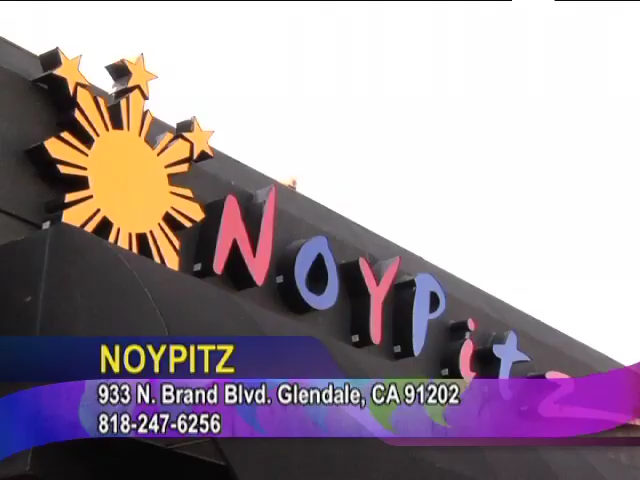 NOYPitz
NOYPITZ
933 N. Brand Blvd. Glendale, CA 91202
818-247-6256